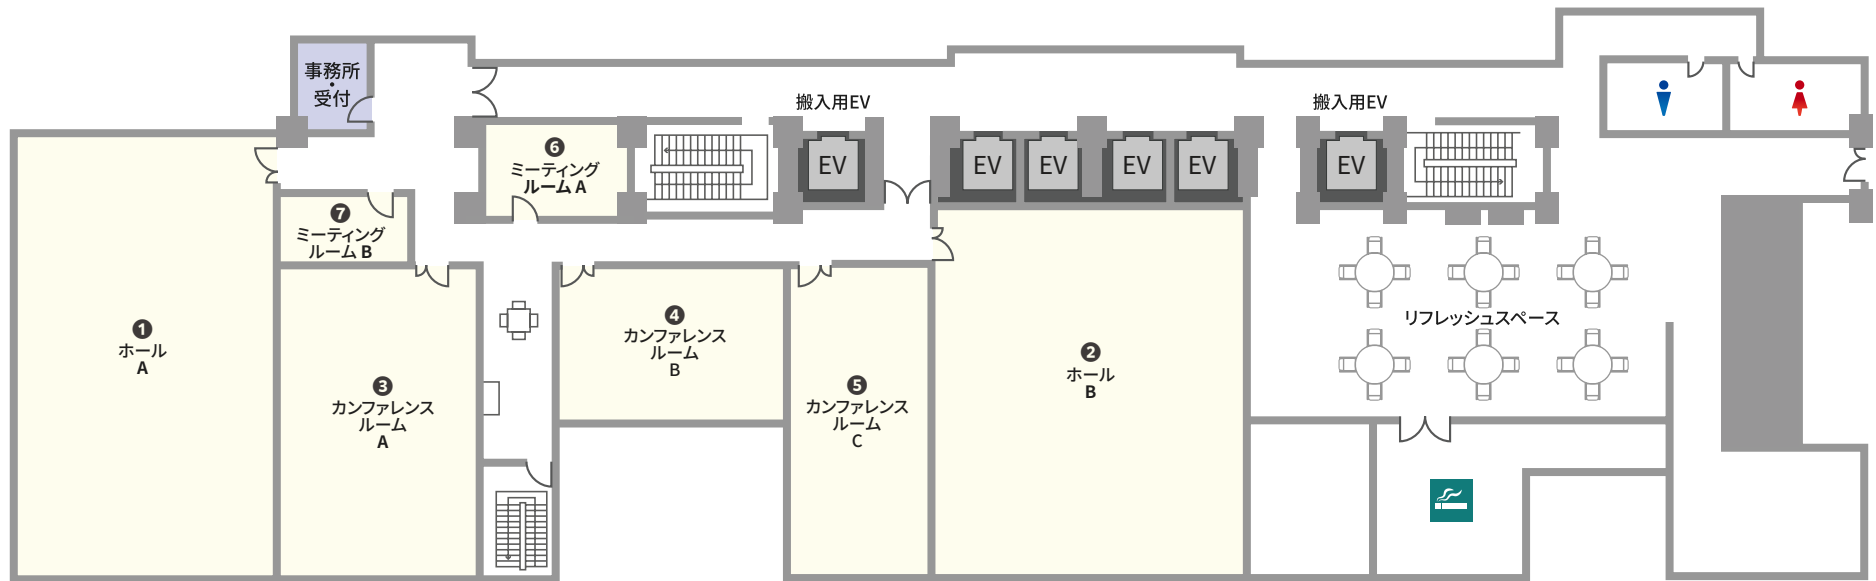 事務所
・
受付
搬入用EV
搬入用EV
❻
ミーティング
ルーム A
EV
EV
EV
EV
EV
EV
❼
ミーティング
ルーム B
❶
ホール
A
❸
カンファレンス
ルーム
A
❹
カンファレンス
ルーム
B
❺
カンファレンス
ルーム
C
❷
ホール
B
リフレッシュスペース